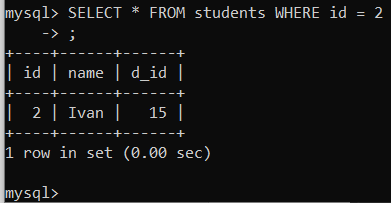 mysql> SELECT * FROM students WHERE id = 2
    -> ;
+----+------+------+
| id | name | d_id |
+----+------+------+
|  2 | Ivan |   15 |
+----+------+------+
1 row in set (0.00 sec)

mysql>